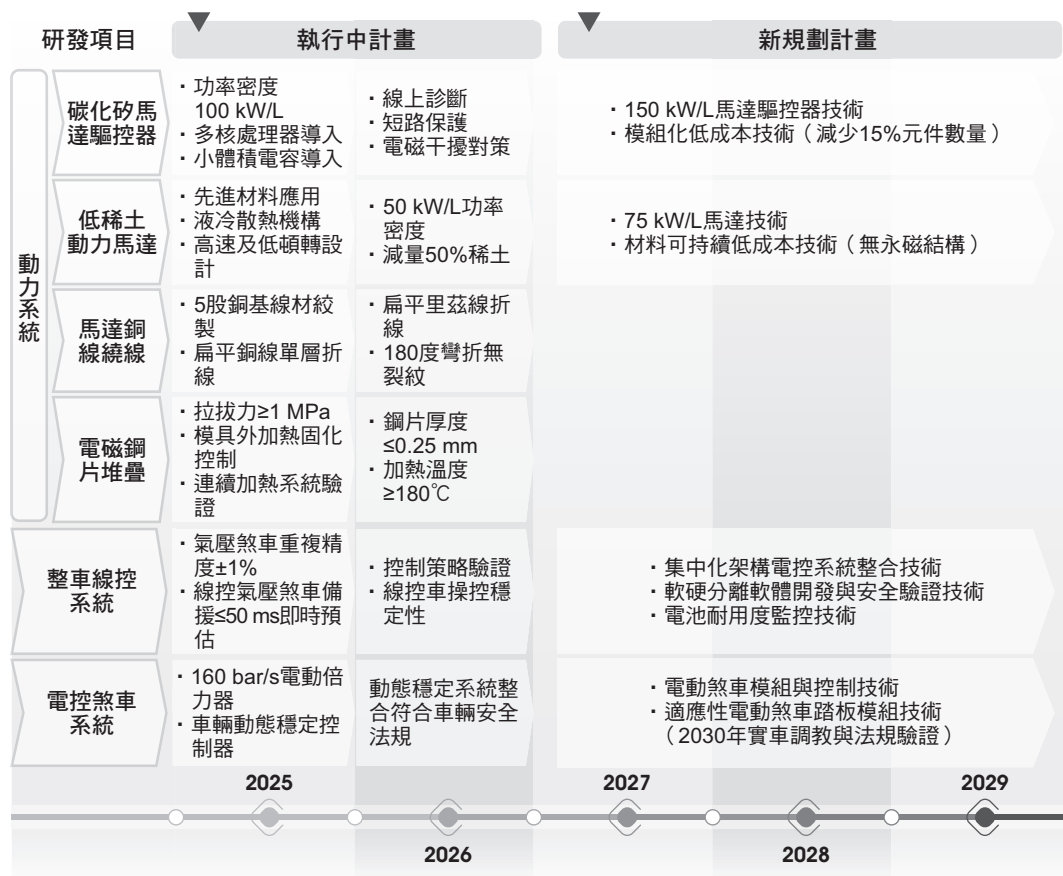 研發項目
執行中計畫
新規劃計畫
動力系統
碳化矽馬
達驅控器
・功率密度
100 kW/L
・多核處理器導入
・小體積電容導入
・線上診斷
・短路保護
・電磁干擾對策
・150 kW/L馬達驅控器技術
・模組化低成本技術（減少15%元件數量）
低稀土
動力馬達
・先進材料應用
・液冷散熱機構
・高速及低頓轉設
計
・50 kW/L功率
密度
・減量50%稀土
・75 kW/L馬達技術
・材料可持續低成本技術（無永磁結構）
馬達銅
線繞線
・5股銅基線材絞
製
・扁平銅線單層折
線
・扁平里茲線折
線
・180度彎折無
裂紋
電磁鋼
片堆疊
・拉拔力≥1 MPa
・模具外加熱固化
控制
・連續加熱系統驗
證
・鋼片厚度
≤0.25 mm
・加熱溫度
≥180℃
整車線控
系統
・氣壓煞車重複精
度±1%
・線控氣壓煞車備
援≤50 ms即時預
估
・控制策略驗證
・線控車操控穩
定性
・集中化架構電控系統整合技術
・軟硬分離軟體開發與安全驗證技術
・電池耐用度監控技術
電控煞車
系統
・160 bar/s電動倍
力器
・車輛動態穩定控
制器
動態穩定系統整
合符合車輛安全
法規
・電動煞車模組與控制技術
・適應性電動煞車踏板模組技術
（2030年實車調教與法規驗證）
2025
2026
2027
2028
2029